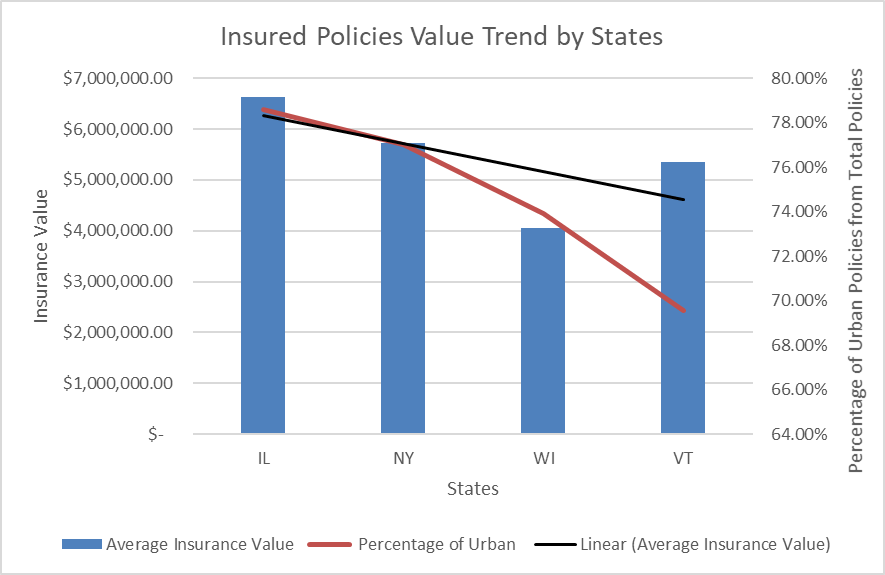 Insured Policies Value Trend by States
Insurance Value
$7,000,000.00
$6,000,000.00
$5,000,000.00
$4,000,000.00
$3,000,000.00
$2,000,000.00
$1,000,000.00
$-
80.00%
78.00%
76.00%
74.00%
72.00%
70.00%
68.00%
66.00%
64.00%
Percentage of Urban Policies from Total Policies
IL NY WI VT
States
Average Insurance Value Percentage of Urban Linear (Average Insurance Value)